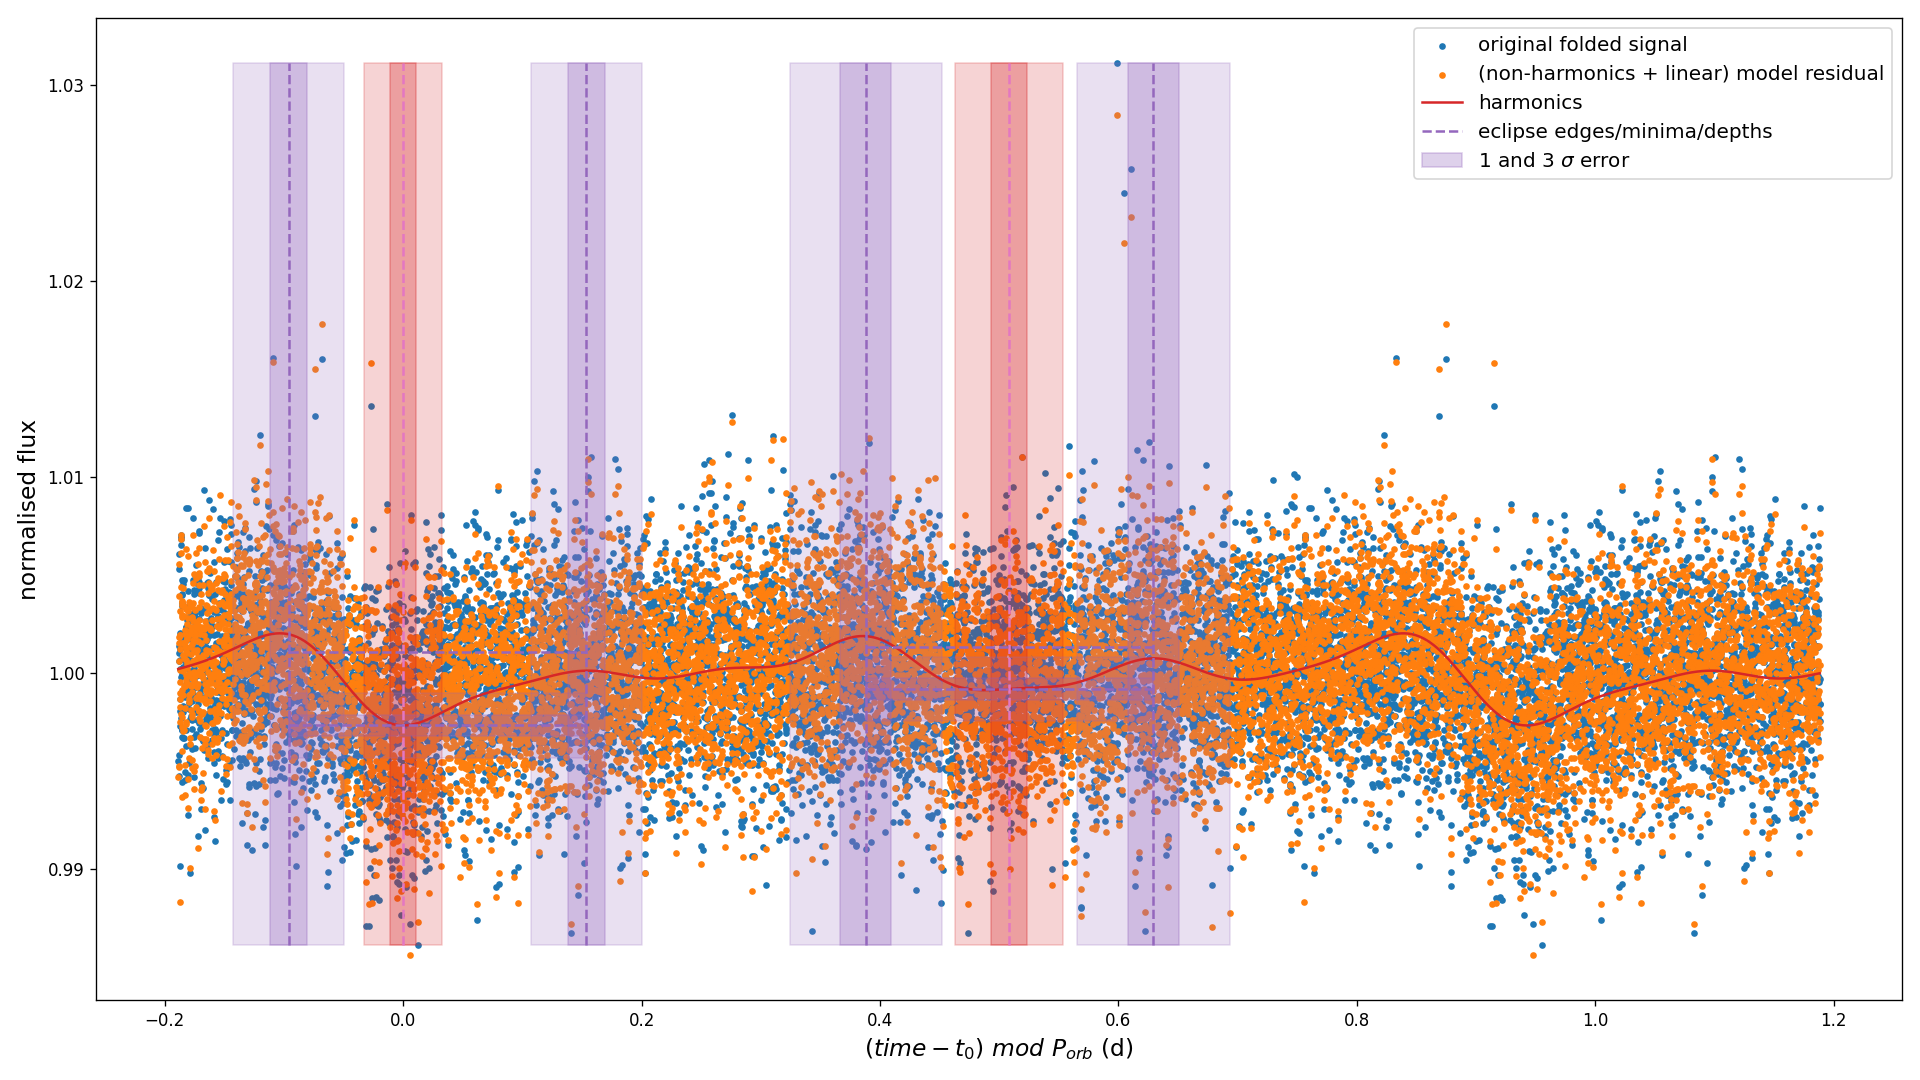 original folded signal
(non-harmonics + linear) model residual
harmonics
eclipse edges/minima/depths
1 and 3 σ error
normalised flux
1.03
1.02
1.01
1.00
0.99
−0.2
0.0
0.2
0.4
0.6
0.8
1.0
1.2
(time − t₀) mod P_orb (d)